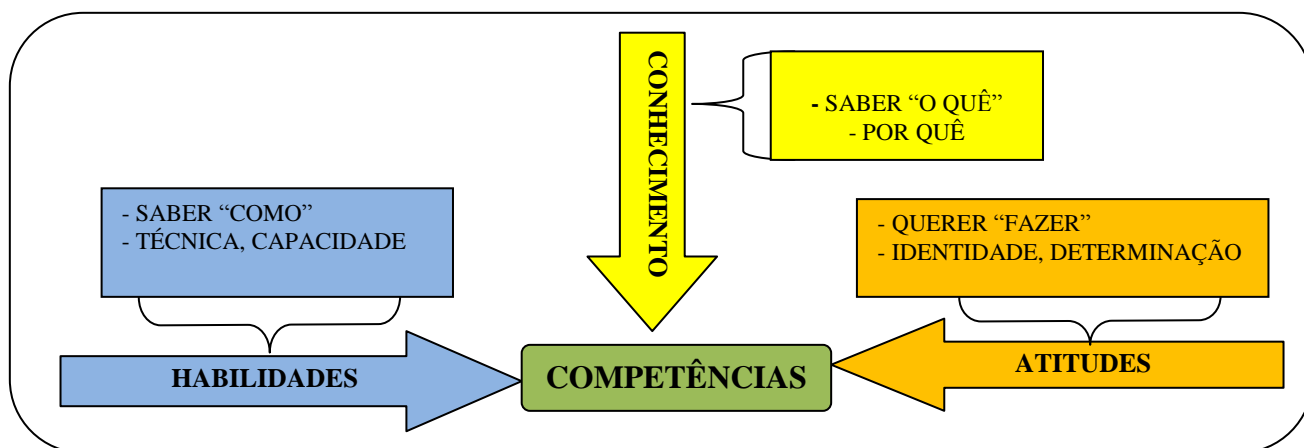 CONHECIMENTO
- SABER “O QUÊ”
- POR QUÊ
- SABER “COMO”
- TÉCNICA, CAPACIDADE
- QUERER “FAZER”
- IDENTIDADE, DETERMINAÇÃO
HABILIDADES
COMPETÊNCIAS
ATITUDES